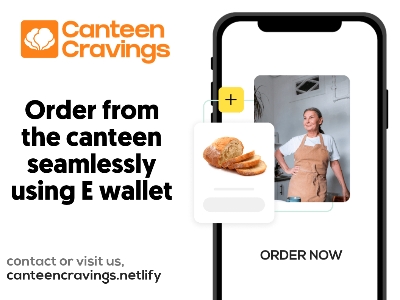 Canteen
Cravings
Order from
the canteen
seamlessly
using E wallet
+
ORDER NOW
contact or visit us,
canteencravings.netlify